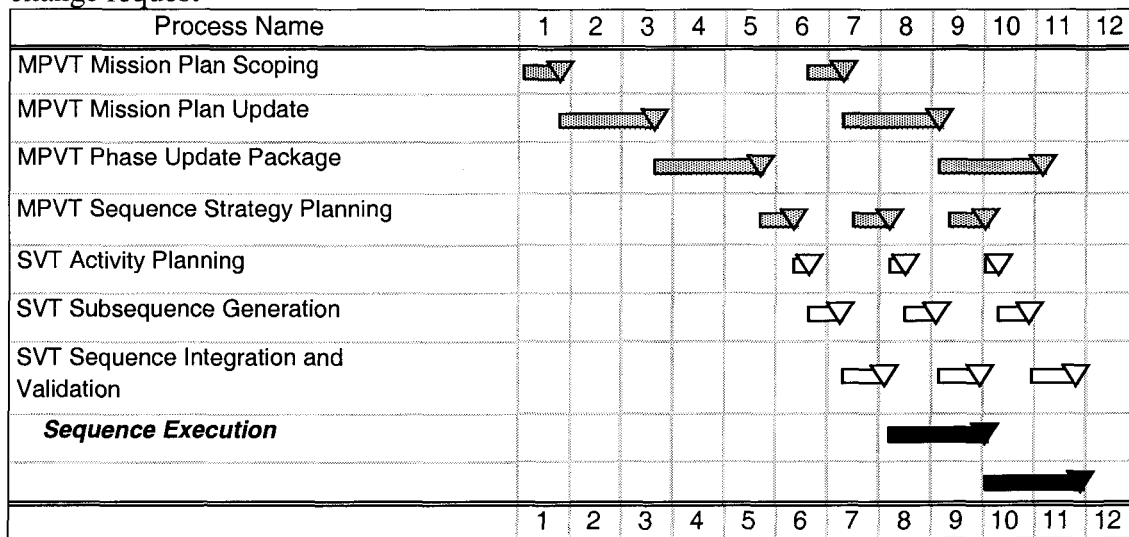 change request
Process Name 1 2 3 4 5 6 7 8 9 10 11 12
MPVT Mission Plan Scoping
MPVT Mission Plan Update
MPVT Phase Update Package
MPVT Sequence Strategy Planning
SVT Activity Planning
SVT Subsequence Generation
SVT Sequence Integration and
Validation
Sequence Execution
1 2 3 4 5 6 7 8 9 10 11 12